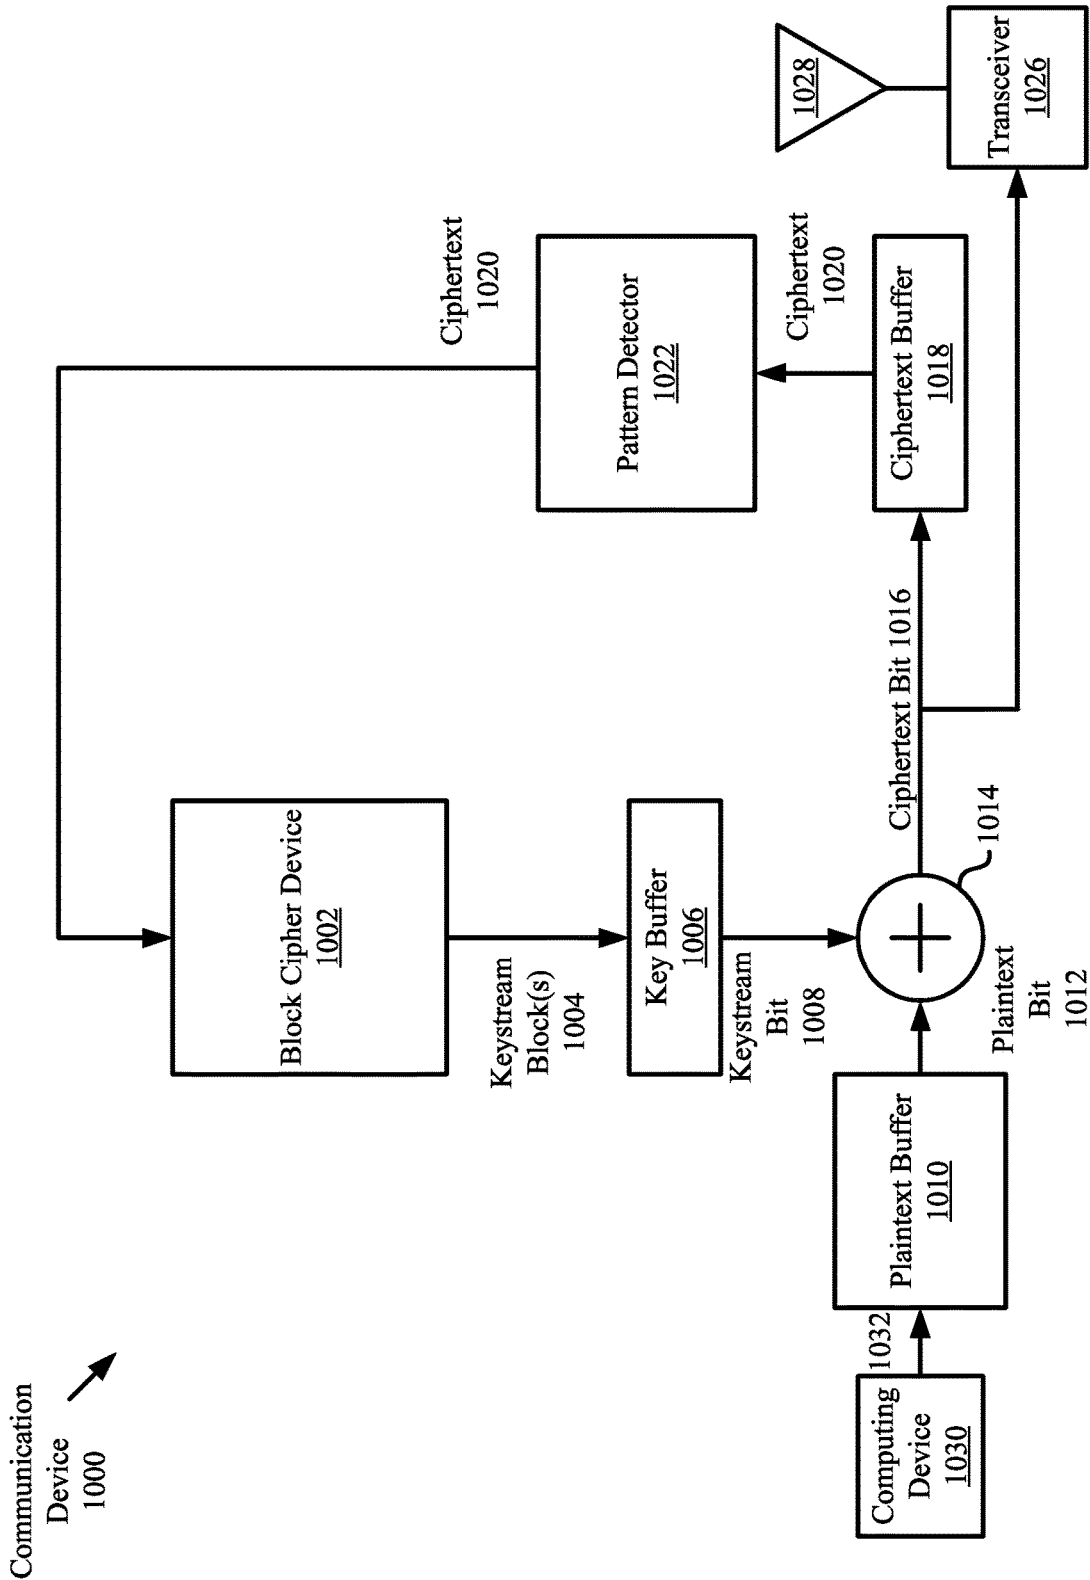 Communication
Device
1000
Block Cipher Device
1002
Ciphertext
1020
Keystream
Block(s)
1004
Pattern Detector
1022
Key Buffer
1006
Keystream
Bit
1008
Ciphertext
1020
1028
Computing
Device
1030
1032
Plaintext Buffer
1010
Ciphertext Bit 1016
Ciphertext Buffer
1018
1014
Plaintext
Bit
1012
Transceiver
1026